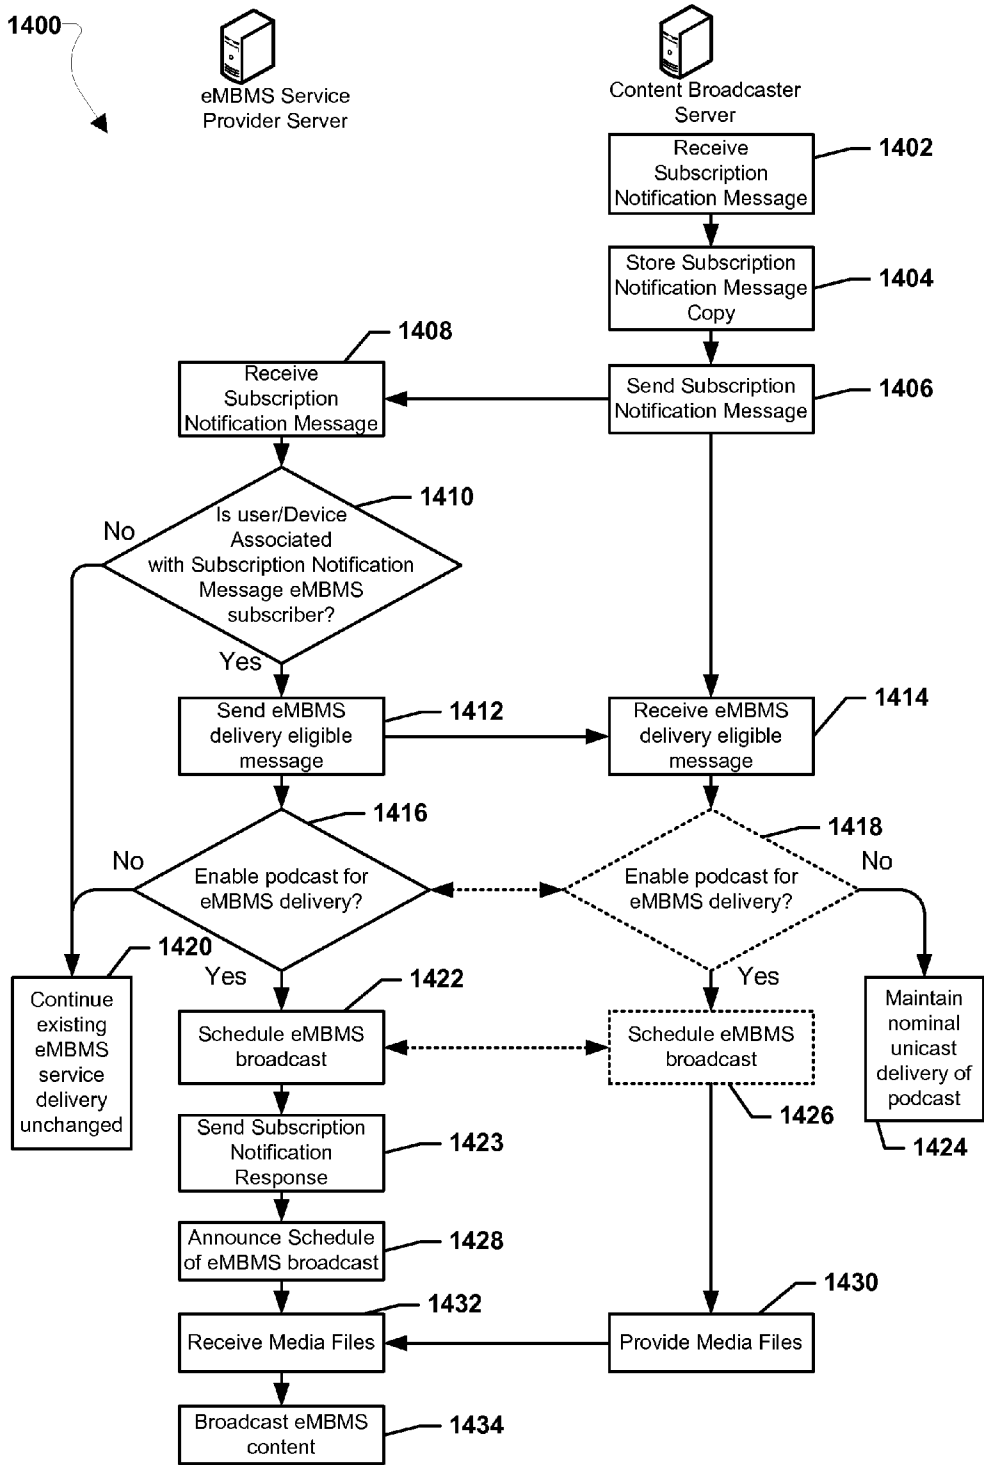 1400
eMBMS Service
Provider Server
Content Broadcaster
Server
Receive
Subscription
Notification Message
1402
Store Subscription
Notification Message
Copy
1404
1408
Receive
Subscription
Notification Message
Send Subscription
Notification Message
1406
1410
No
Is user/Device
Associated
with Subscription Notification
Message eMBMS
subscriber?
Yes
Send eMBMS
delivery eligible
message
1412
Receive eMBMS
delivery eligible
message
1414
1416
No
Enable podcast for
eMBMS delivery?
Yes
1418
No
Enable podcast for
eMBMS delivery?
Yes
1420
Continue
existing
eMBMS
service
delivery
unchanged
1422
Schedule eMBMS
broadcast
Schedule eMBMS
broadcast
1426
Maintain
nominal
unicast
delivery of
podcast
1424
Send Subscription
Notification
Response
1423
Announce Schedule
of eMBMS broadcast
1428
1432
Receive Media Files
1430
Provide Media Files
Broadcast eMBMS
content
1434